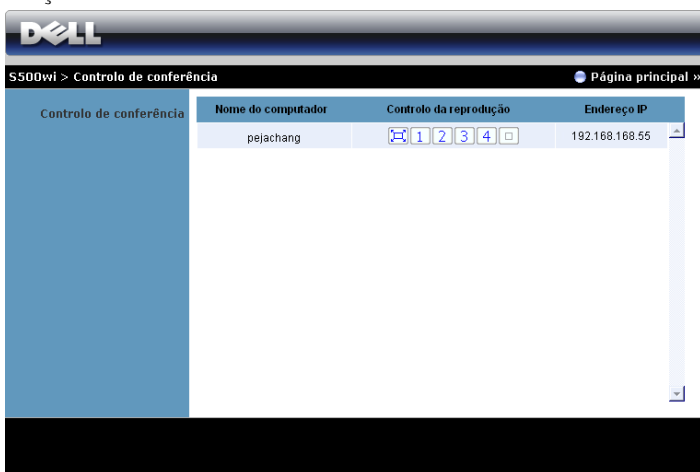 DELL
S500wi > Controlo de conferência Página principal »
Controlo de conferência
Nome do computador Controlo da reprodução Endereço IP
pejachang 1 2 3 4 192.168.168.55